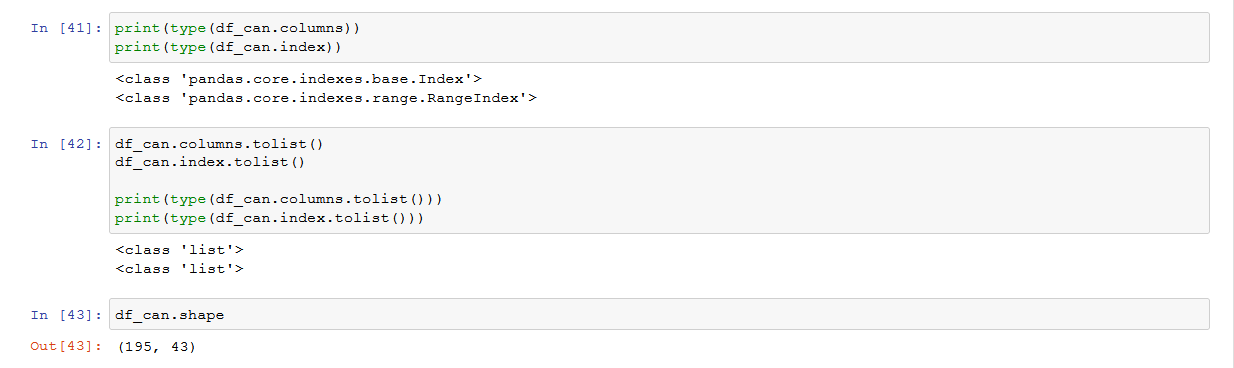 In [41]: print(type(df_can.columns))
print(type(df_can.index))
<class 'pandas.core.indexes.base.Index'>
<class 'pandas.core.indexes.range.RangeIndex'>
In [42]: df_can.columns.tolist()
df_can.index.tolist()
print(type(df_can.columns.tolist()))
print(type(df_can.index.tolist()))
<class 'list'>
<class 'list'>
In [43]: df_can.shape
Out[43]: (195, 43)